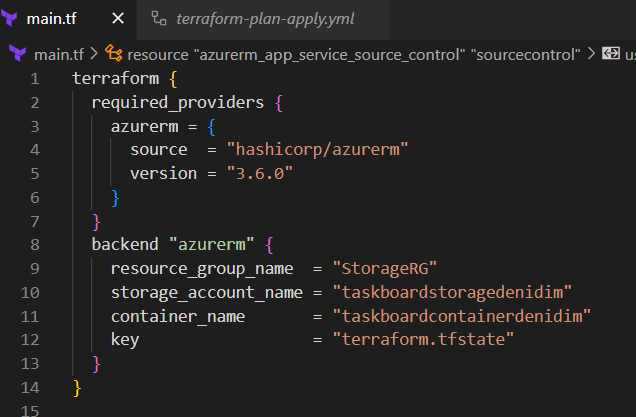 main.tf terraform-plan-apply.yml
main.tf > resource "azurerm_app_service_source_control" "sourcecontrol" > us
1 terraform {
2 required_providers {
3 azurerm = {
4 source = "hashicorp/azurerm"
5 version = "3.6.0"
6 }
7 }
8 backend "azurerm" {
9 resource_group_name = "StorageRG"
10 storage_account_name = "taskboardstoragedenidim"
11 container_name = "taskboardcontainerdenidim"
12 key = "terraform.tfstate"
13 }
14 }
15